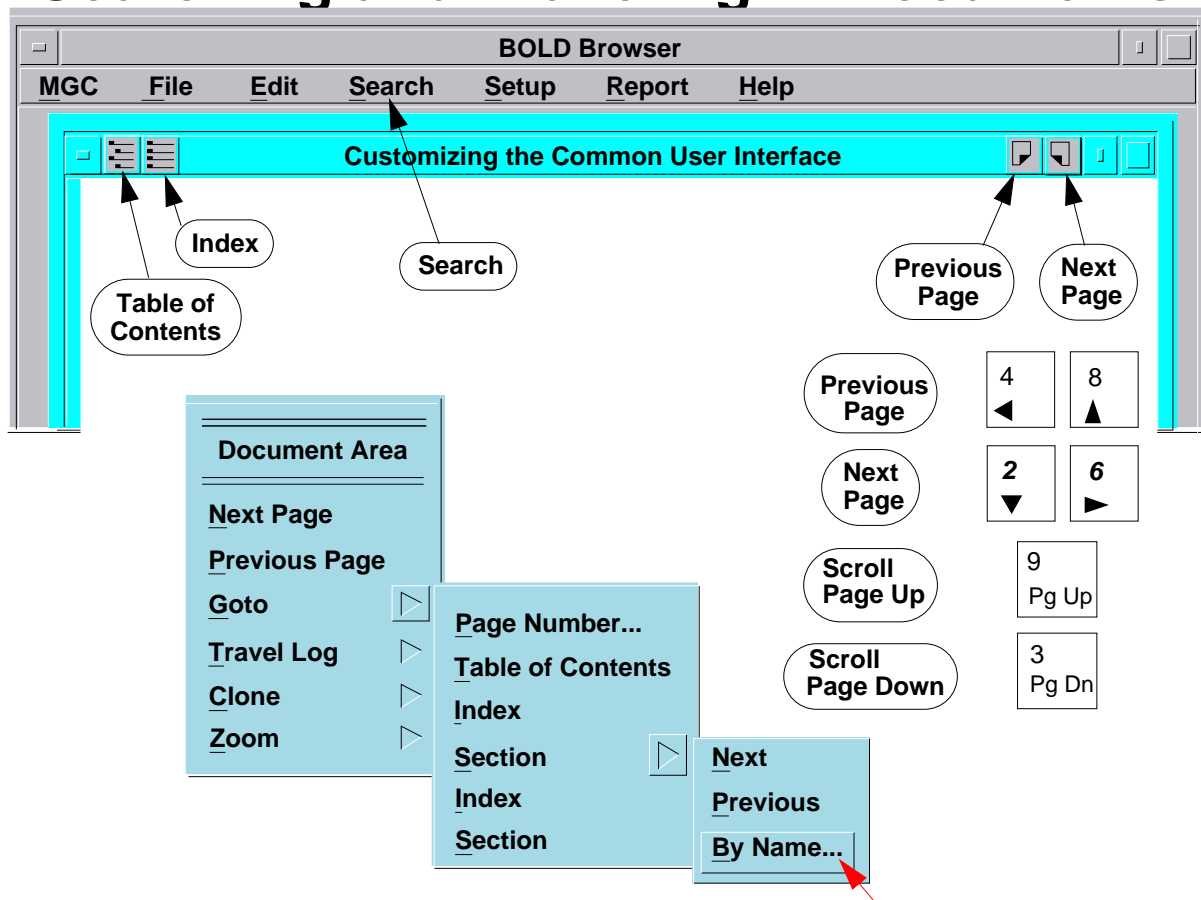 BOLD Browser
MGC File Edit Search Setup Report Help
Customizing the Common User Interface
Index
Search
Table of
Contents
Previous
Page
Next
Page
Previous
Page
4
8
Next
Page
2
6
Scroll
Page Up
9
Pg Up
Scroll
Page Down
3
Pg Dn
Document Area
Next Page
Previous Page
Goto
Travel Log
Clone
Zoom
Page Number...
Table of Contents
Index
Section
Index
Section
Next
Previous
By Name...